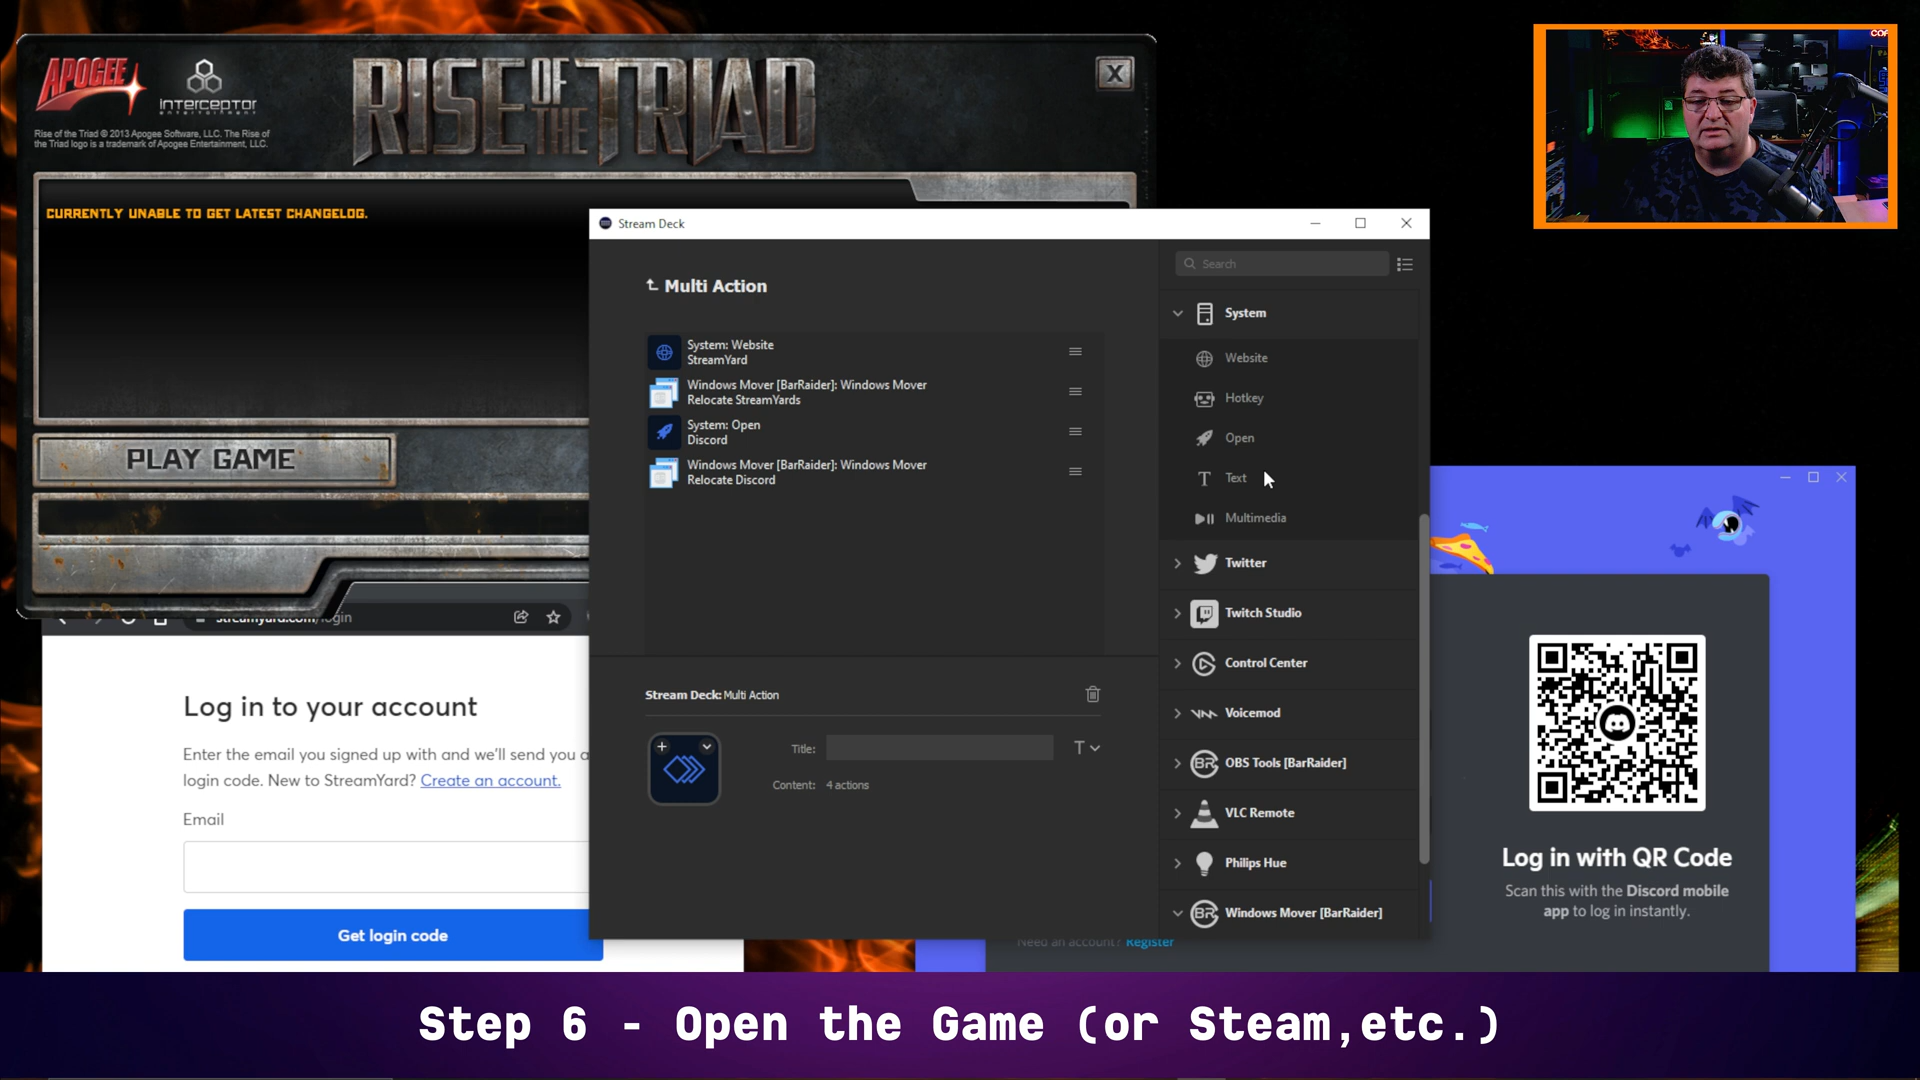 APOGEE
interceptor
entertainment
Rise of the Triad © 2013 Apogee Software, LLC. The Rise of
the Triad logo is a trademark of Apogee Entertainment, LLC.
RISE OF THE TRIAD
X
CURRENTLY UNABLE TO GET LATEST CHANGELOG.
PLAY GAME
Stream Deck
Multi Action
System: Website
StreamYard
Windows Mover [BarRaider]: Windows Mover
Relocate StreamYards
System: Open
Discord
Windows Mover [BarRaider]: Windows Mover
Relocate Discord
Stream Deck: Multi Action
Title:
T
Content: 4 actions
Search
System
Website
Hotkey
Open
Text
Multimedia
Twitter
Twitch Studio
Control Center
Voicemod
OBS Tools [BarRaider]
VLC Remote
Philips Hue
Windows Mover [BarRaider]
streamyard.com/login
Log in to your account
Enter the email you signed up with and we'll send you a
login code. New to StreamYard? Create an account.
Email
Get login code
Log in with QR Code
Scan this with the Discord mobile
app to log in instantly.
Need an account? Register
Step 6 - Open the Game (or Steam,etc.)